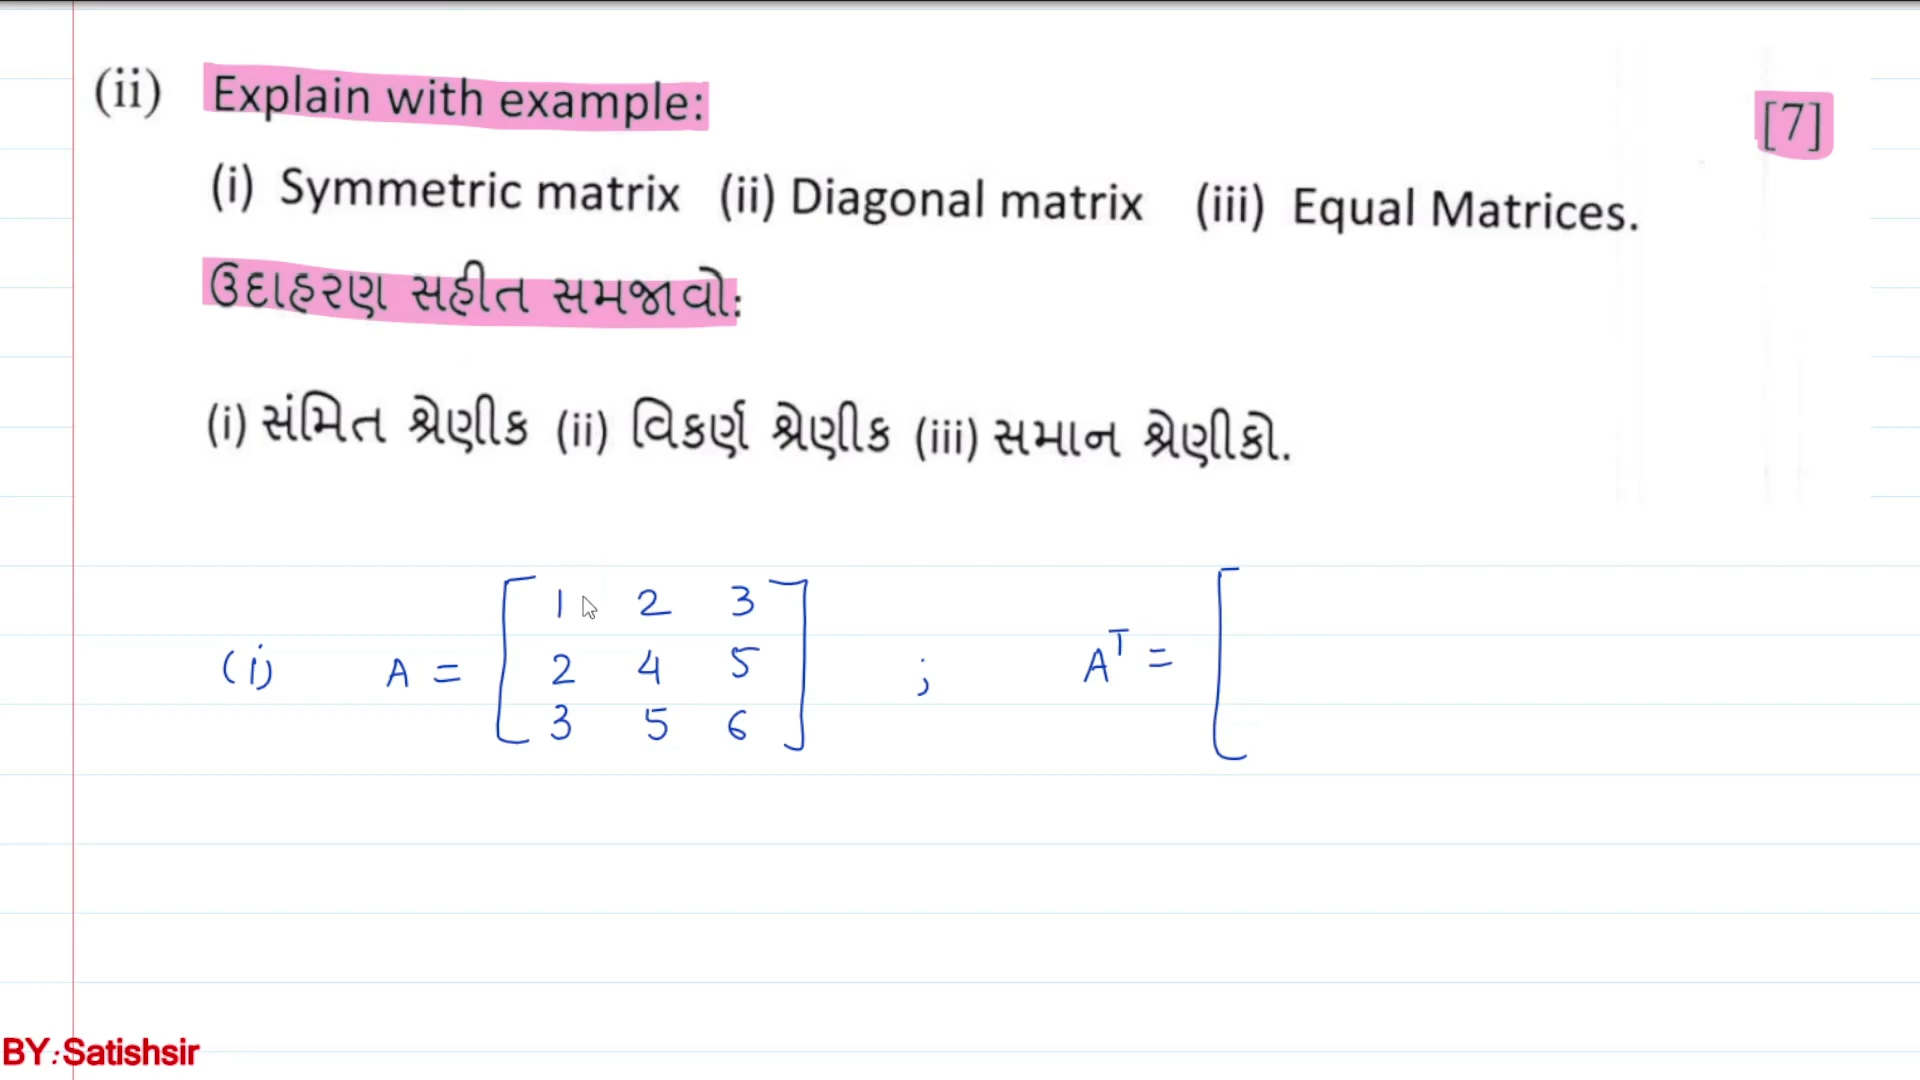 (ii) Explain with example: [7]
(i) Symmetric matrix (ii) Diagonal matrix (iii) Equal Matrices.
ઉદાહરણ સહીત સમજાવો:
(i) સંમિત શ્રેણીક (ii) વિકર્ણ શ્રેણીક (iii) સમાન શ્રેણીકો.
1 2 3
(i) A = [ 2 4 5 ] ; Aᵀ = [
3 5 6
BY:Satishsir